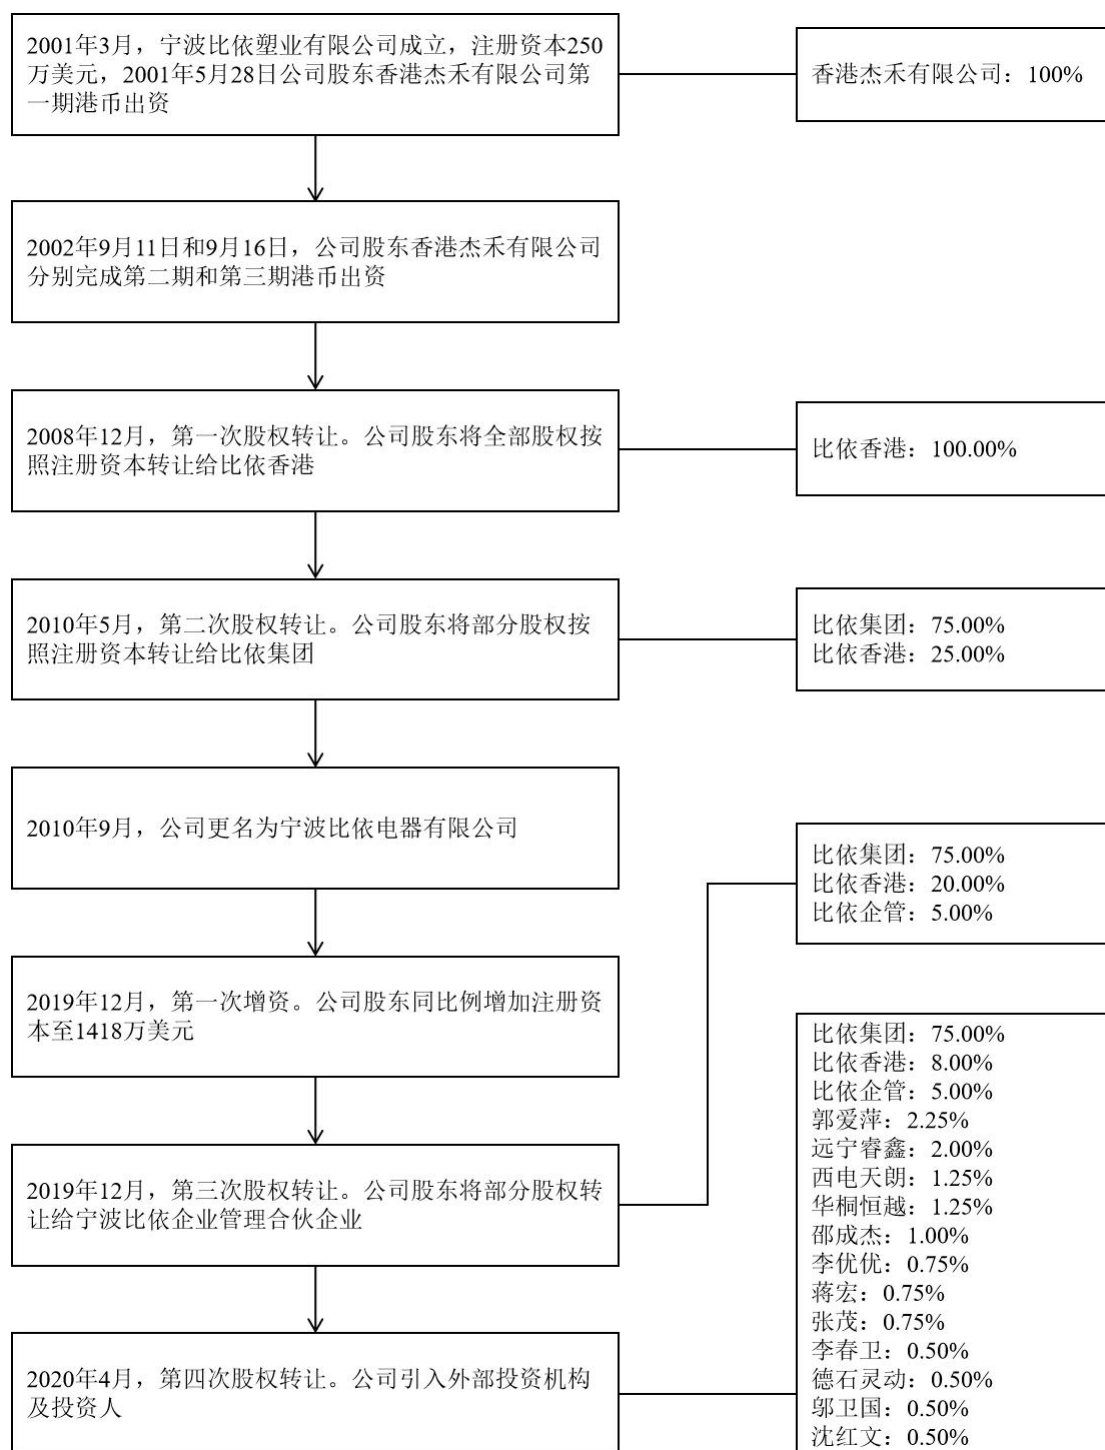 2001年3月，宁波比依塑业有限公司成立，注册资本250
万美元，2001年5月28日公司股东香港杰禾有限公司第
一期港币出资
香港杰禾有限公司：100%
2002年9月11日和9月16日，公司股东香港杰禾有限公司
分别完成第二期和第三期港币出资
2008年12月，第一次股权转让。公司股东将全部股权按
照注册资本转让给比依香港
比依香港：100.00%
2010年5月，第二次股权转让。公司股东将部分股权按
照注册资本转让给比依集团
比依集团：75.00%
比依香港：25.00%
2010年9月，公司更名为宁波比依电器有限公司
2019年12月，第一次增资。公司股东同比例增加注册资
本至1418万美元
2019年12月，第三次股权转让。公司股东将部分股权转
让给宁波比依企业管理合伙企业
比依集团：75.00%
比依香港：20.00%
比依企管：5.00%
2020年4月，第四次股权转让。公司引入外部投资机构
及投资人
比依集团：75.00%
比依香港：8.00%
比依企管：5.00%
郭爱萍：2.25%
远宁睿鑫：2.00%
西电天朗：1.25%
华桐恒越：1.25%
邵成杰：1.00%
李优优：0.75%
蒋宏：0.75%
张茂：0.75%
李春卫：0.50%
德石灵动：0.50%
邬卫国：0.50%
沈红文：0.50%